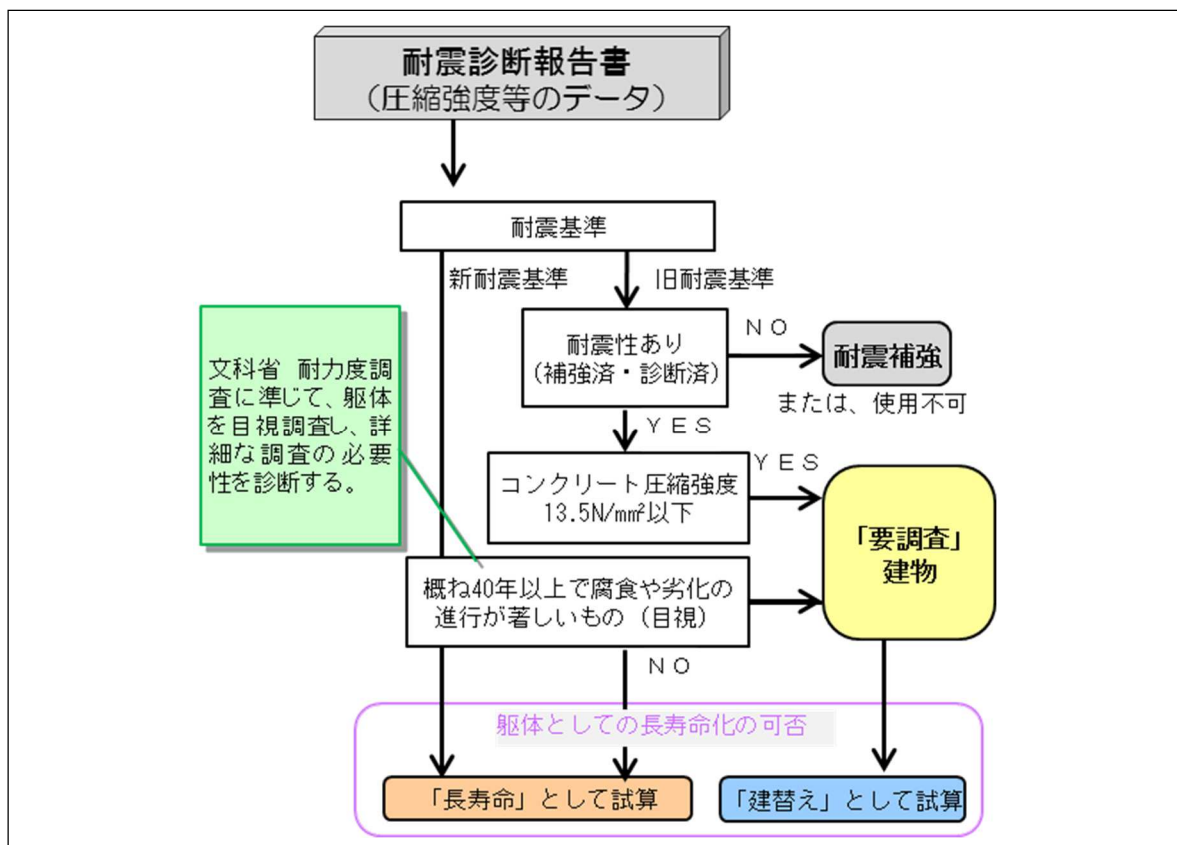 耐震診断報告書
（圧縮強度等のデータ）
耐震基準
新耐震基準
旧耐震基準
耐震性あり
（補強済・診断済）
ＮＯ
耐震補強
または、使用不可
ＹＥＳ
文科省　耐力度調
査に準じて、躯体
を目視調査し、詳
細な調査の必要
性を診断する。
コンクリート圧縮強度
13.5N/mm²以下
ＹＥＳ
「要調査」
建物
概ね40年以上で腐食や劣化の
進行が著しいもの（目視）
ＮＯ
躯体としての長寿命化の可否
「長寿命」として試算
「建替え」として試算